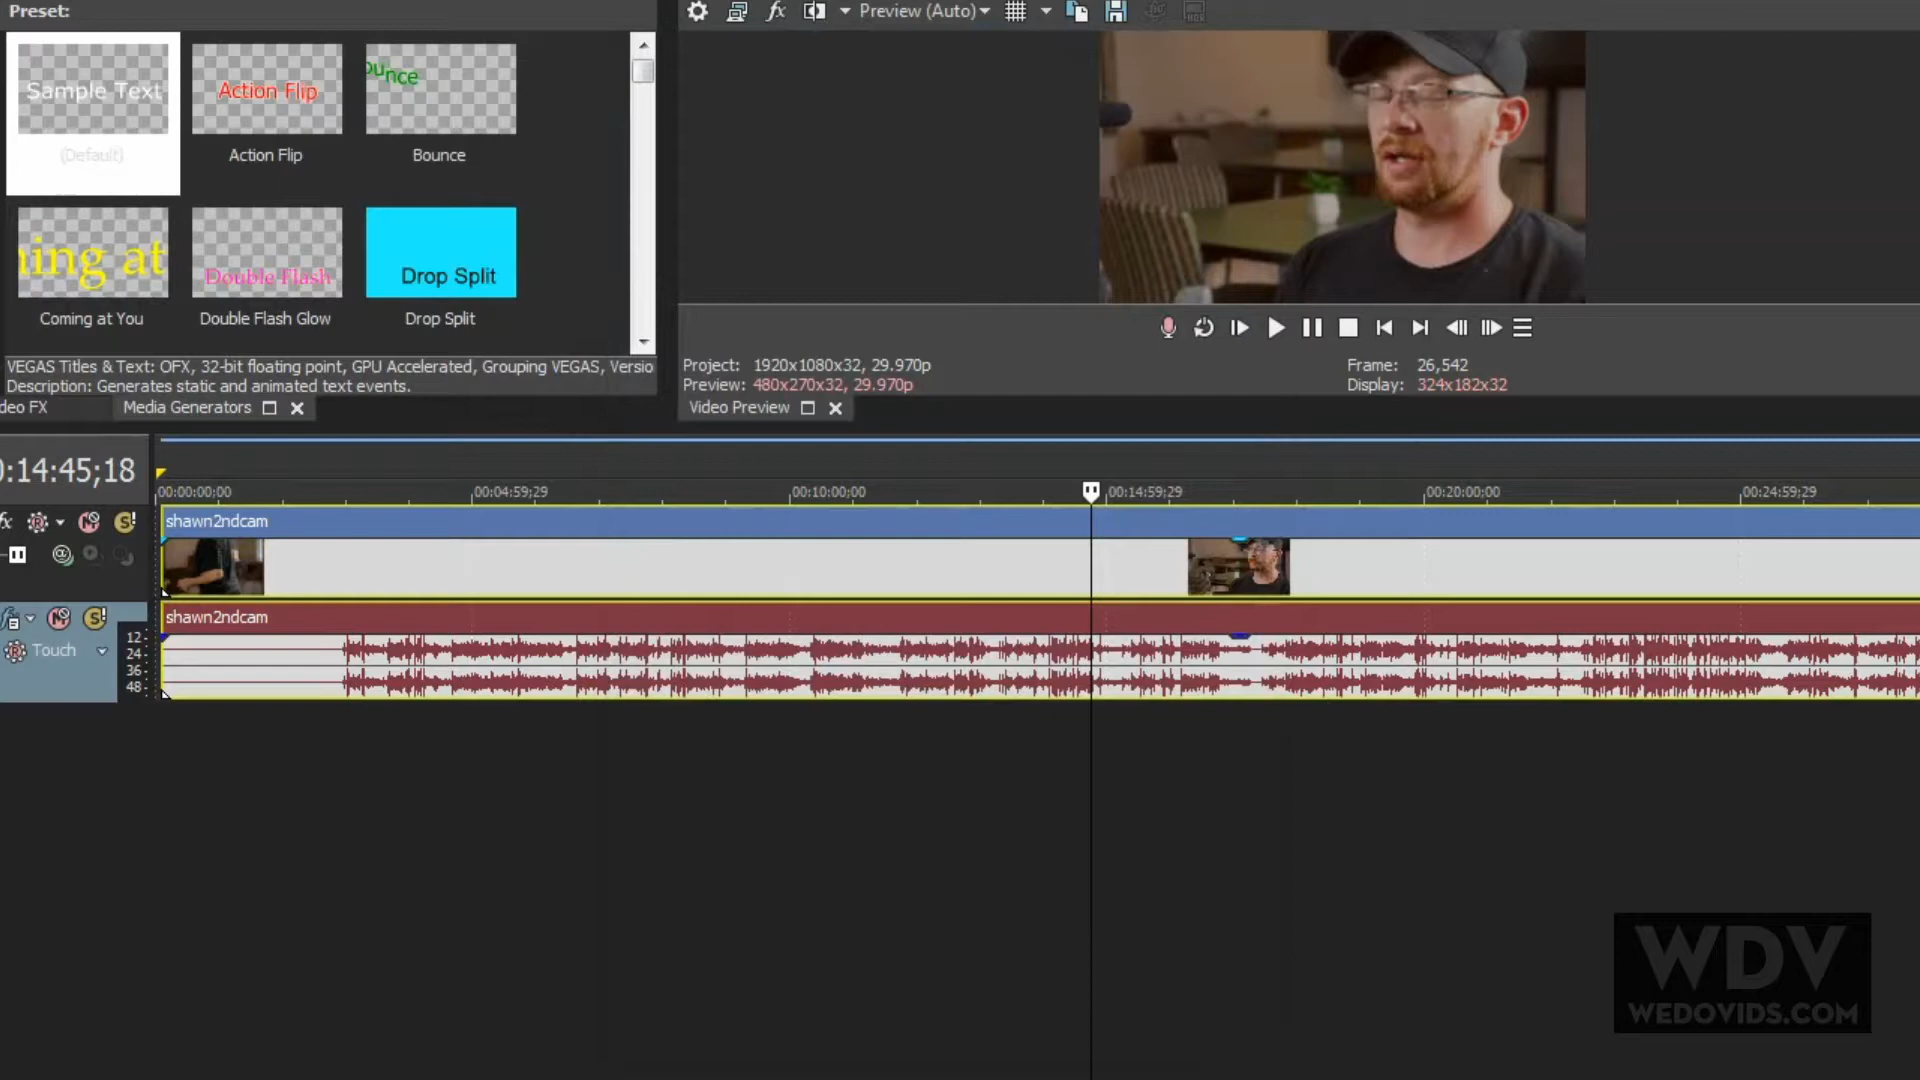 Preset:
Preview (Auto)
Sample Text
Action Flip
ounce
(Default)
Action Flip
Bounce
ning at
Double Flash
Drop Split
Coming at You
Double Flash Glow
Drop Split
VEGAS Titles & Text: OFX, 32-bit floating point, GPU Accelerated, Grouping VEGAS, Versio
Description: Generates static and animated text events.
deo FX
Media Generators
Project: 1920x1080x32, 29.970p
Preview: 480x270x32, 29.970p
Frame: 26,542
Display: 324x182x32
Video Preview
0:14:45;18
00:00:00;00
00:04:59;29
00:10:00;00
00:14:59;29
00:20:00;00
00:24:59;29
shawn2ndcam
shawn2ndcam
Touch
12-
24-
36-
48-
WDV
WEDOVIDS.COM